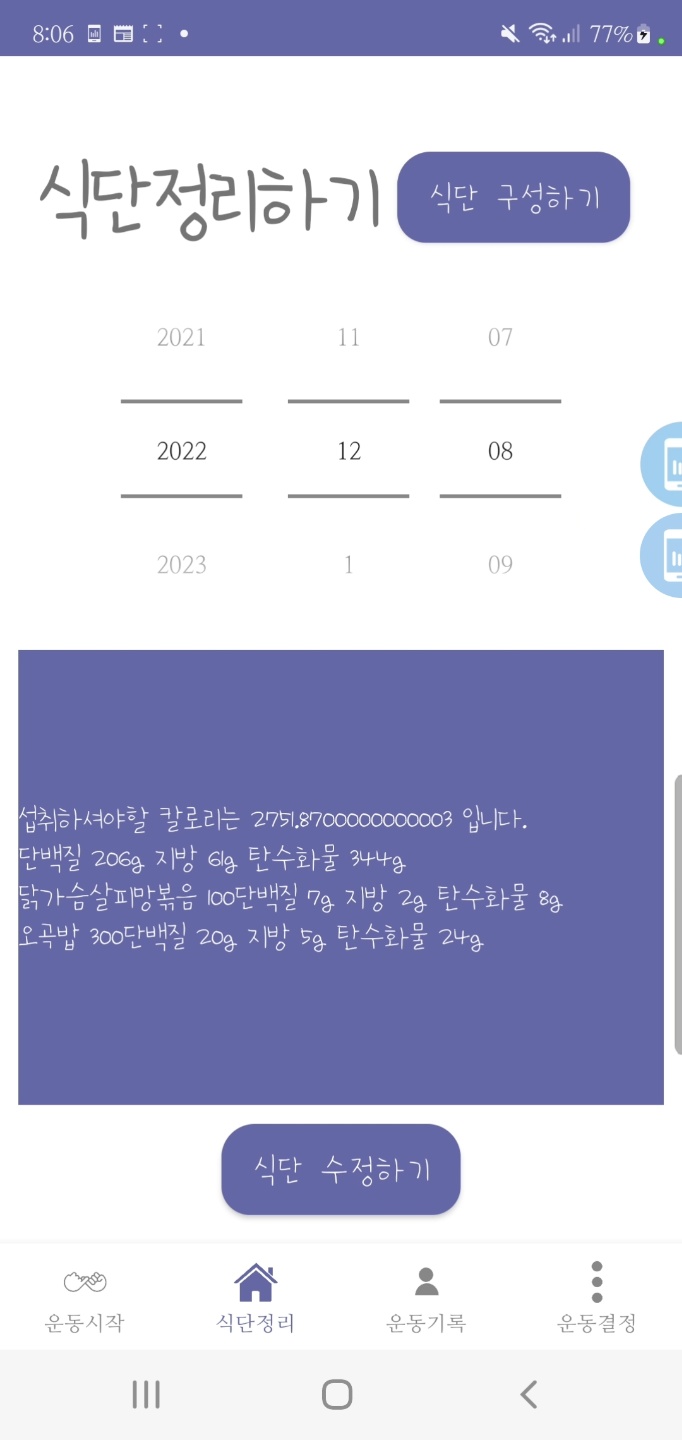 8:06
77%
식단정리하기
식단 구성하기
2021 11 07
2022 12 08
2023 1 09
섭취하셔야할 칼로리는 2751.8700000000003 입니다.
단백질 206g 지방 61g 탄수화물 344g
닭가슴살피망볶음 100단백질 7g 지방 2g 탄수화물 8g
오곡밥 300단백질 20g 지방 5g 탄수화물 24g
식단 수정하기
운동시작 식단정리 운동기록 운동결정